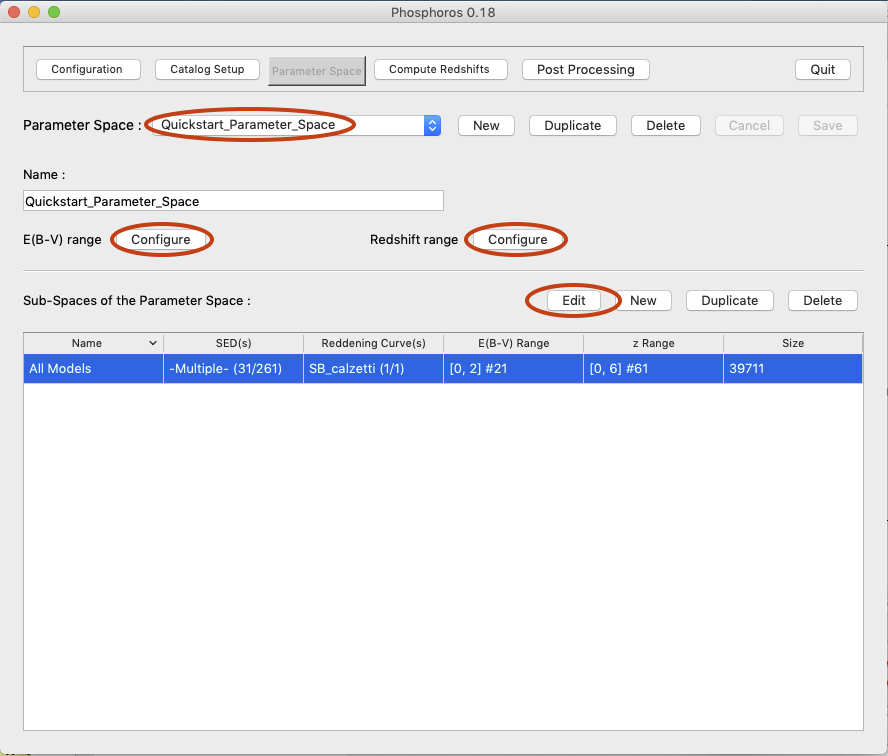 Phosphoros 0.18
Configuration Catalog Setup Parameter Space Compute Redshifts Post Processing Quit
Parameter Space : Quickstart_Parameter_Space New Duplicate Delete Cancel Save
Name :
Quickstart_Parameter_Space
E(B-V) range Configure Redshift range Configure
Sub-Spaces of the Parameter Space : Edit New Duplicate Delete
Name SED(s) Reddening Curve(s) E(B-V) Range z Range Size
All Models -Multiple- (31/261) SB_calzetti (1/1) [0, 2] #21 [0, 6] #61 39711